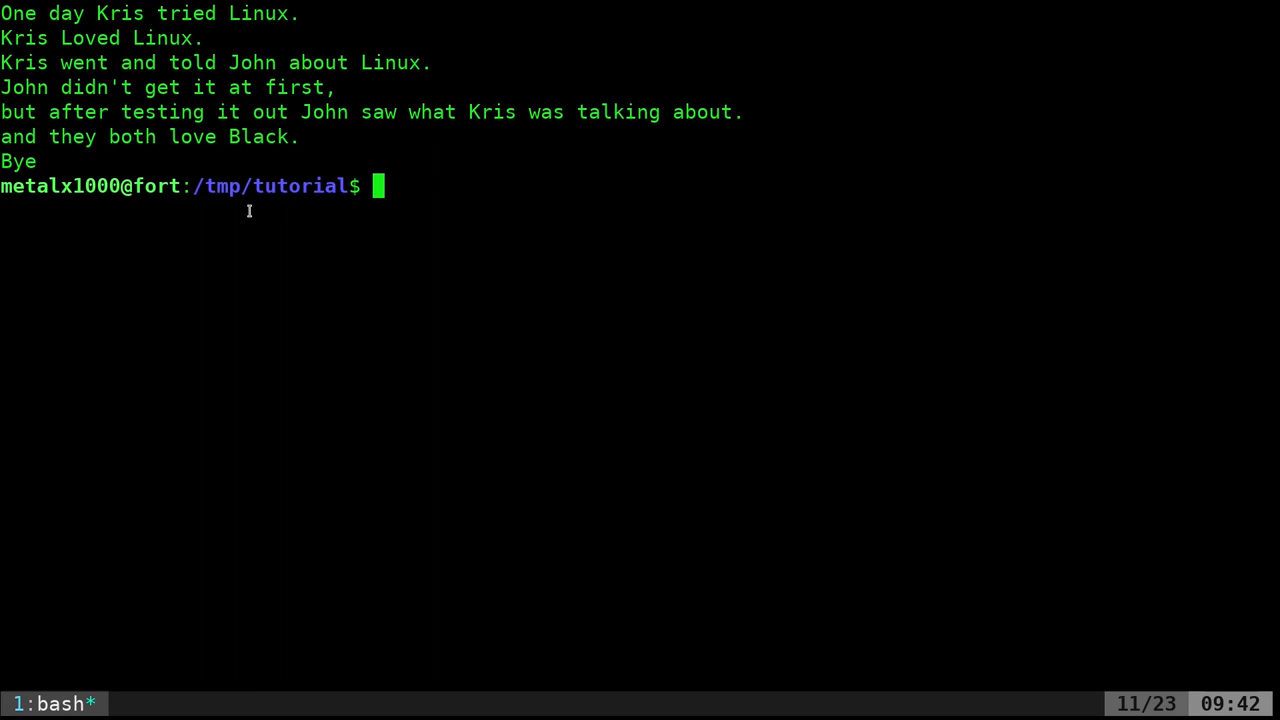 One day Kris tried Linux.
Kris Loved Linux.
Kris went and told John about Linux.
John didn't get it at first,
but after testing it out John saw what Kris was talking about.
and they both love Black.
Bye
metalx1000@fort:/tmp/tutorial$
1:bash* 11/23 09:42